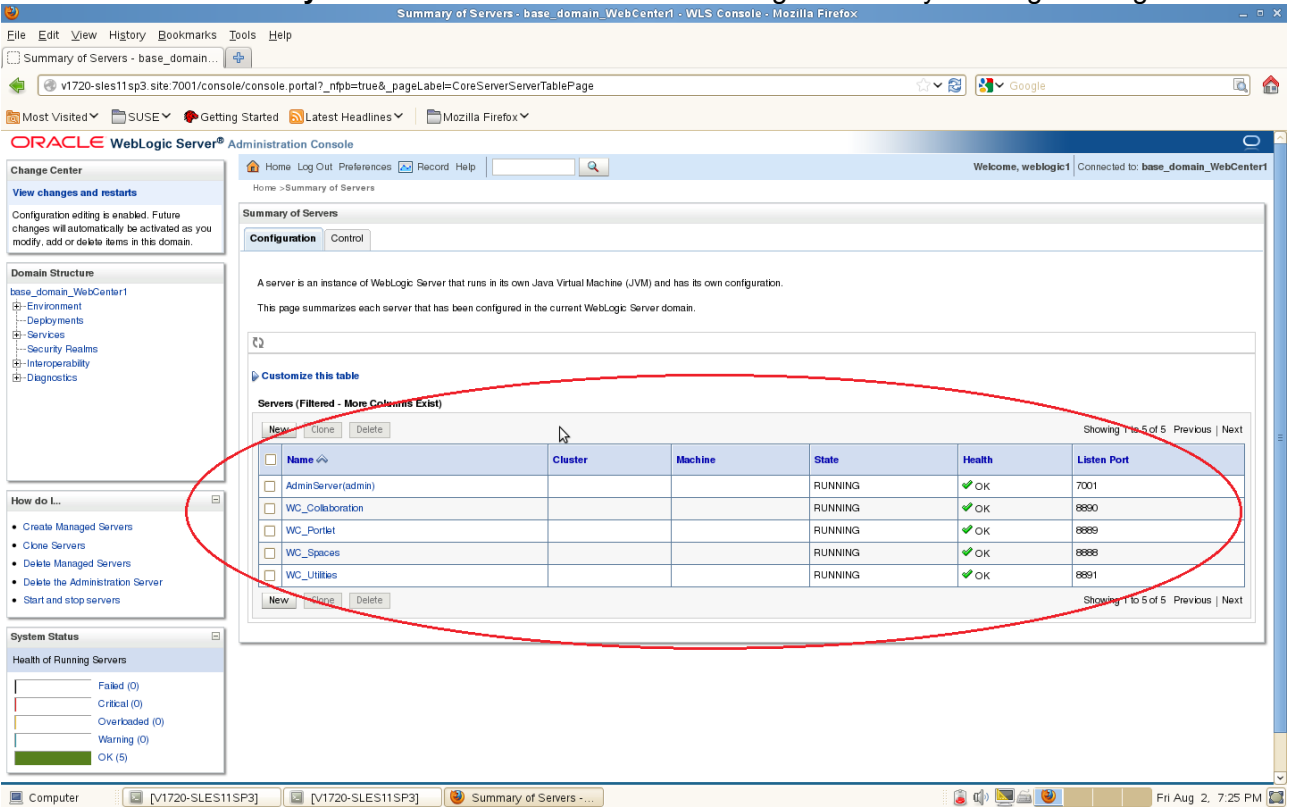 Summary of Servers - base_domain_WebCenter1 - WLS Console - Mozilla Firefox
File Edit View History Bookmarks Tools Help
Summary of Servers - base_domain...
v1720-sles11sp3.site:7001/console/console.portal?_nfpb=true&_pageLabel=CoreServerServerTablePage
Google
Most Visited SUSE Getting Started Latest Headlines Mozilla Firefox
ORACLE WebLogic Server® Administration Console
Change Center
View changes and restarts
Configuration editing is enabled. Future
changes will automatically be activated as you
modify, add or delete items in this domain.
Domain Structure
base_domain_WebCenter1
Environment
Deployments
Services
Security Realms
Interoperability
Diagnostics
How do I...
Create Managed Servers
Clone Servers
Delete Managed Servers
Delete the Administration Server
Start and stop servers
System Status
Health of Running Servers
Failed (0)
Critical (0)
Overloaded (0)
Warning (0)
OK (5)
Home Log Out Preferences Record Help
Welcome, weblogic1 Connected to: base_domain_WebCenter1
Home >Summary of Servers
Summary of Servers
Configuration Control
A server is an instance of WebLogic Server that runs in its own Java Virtual Machine (JVM) and has its own configuration.
This page summarizes each server that has been configured in the current WebLogic Server domain.
Customize this table
Servers (Filtered - More Columns Exist)
New Clone Delete Showing 1 to 5 of 5 Previous | Next
Name Cluster Machine State Health Listen Port
AdminServer(admin) RUNNING OK 7001
WC_Collaboration RUNNING OK 8890
WC_Portlet RUNNING OK 8889
WC_Spaces RUNNING OK 8888
WC_Utilities RUNNING OK 8891
New Clone Delete Showing 1 to 5 of 5 Previous | Next
Computer [V1720-SLES11SP3] [V1720-SLES11SP3] Summary of Servers -... Fri Aug 2, 7:25 PM